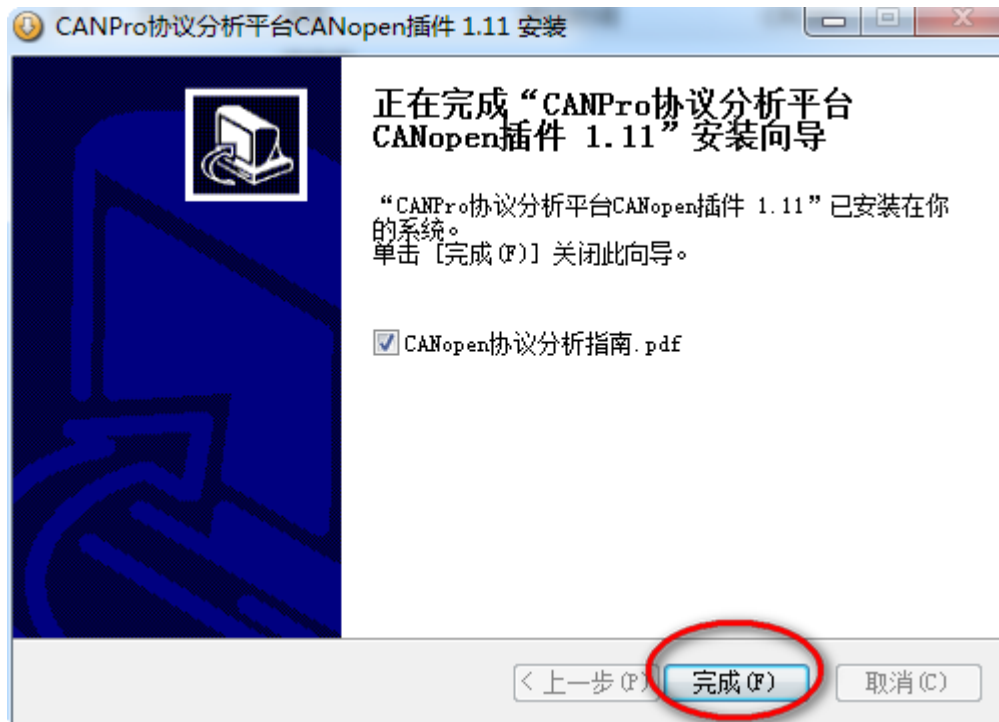 CANPro协议分析平台CANopen插件 1.11 安装
正在完成“CANPro协议分析平台
CANopen插件 1.11”安装向导
“CANPro协议分析平台CANopen插件 1.11”已安装在你
的系统。
单击 [完成(F)] 关闭此向导。
CANopen协议分析指南.pdf
<上一步(P) 完成(F) 取消(C)